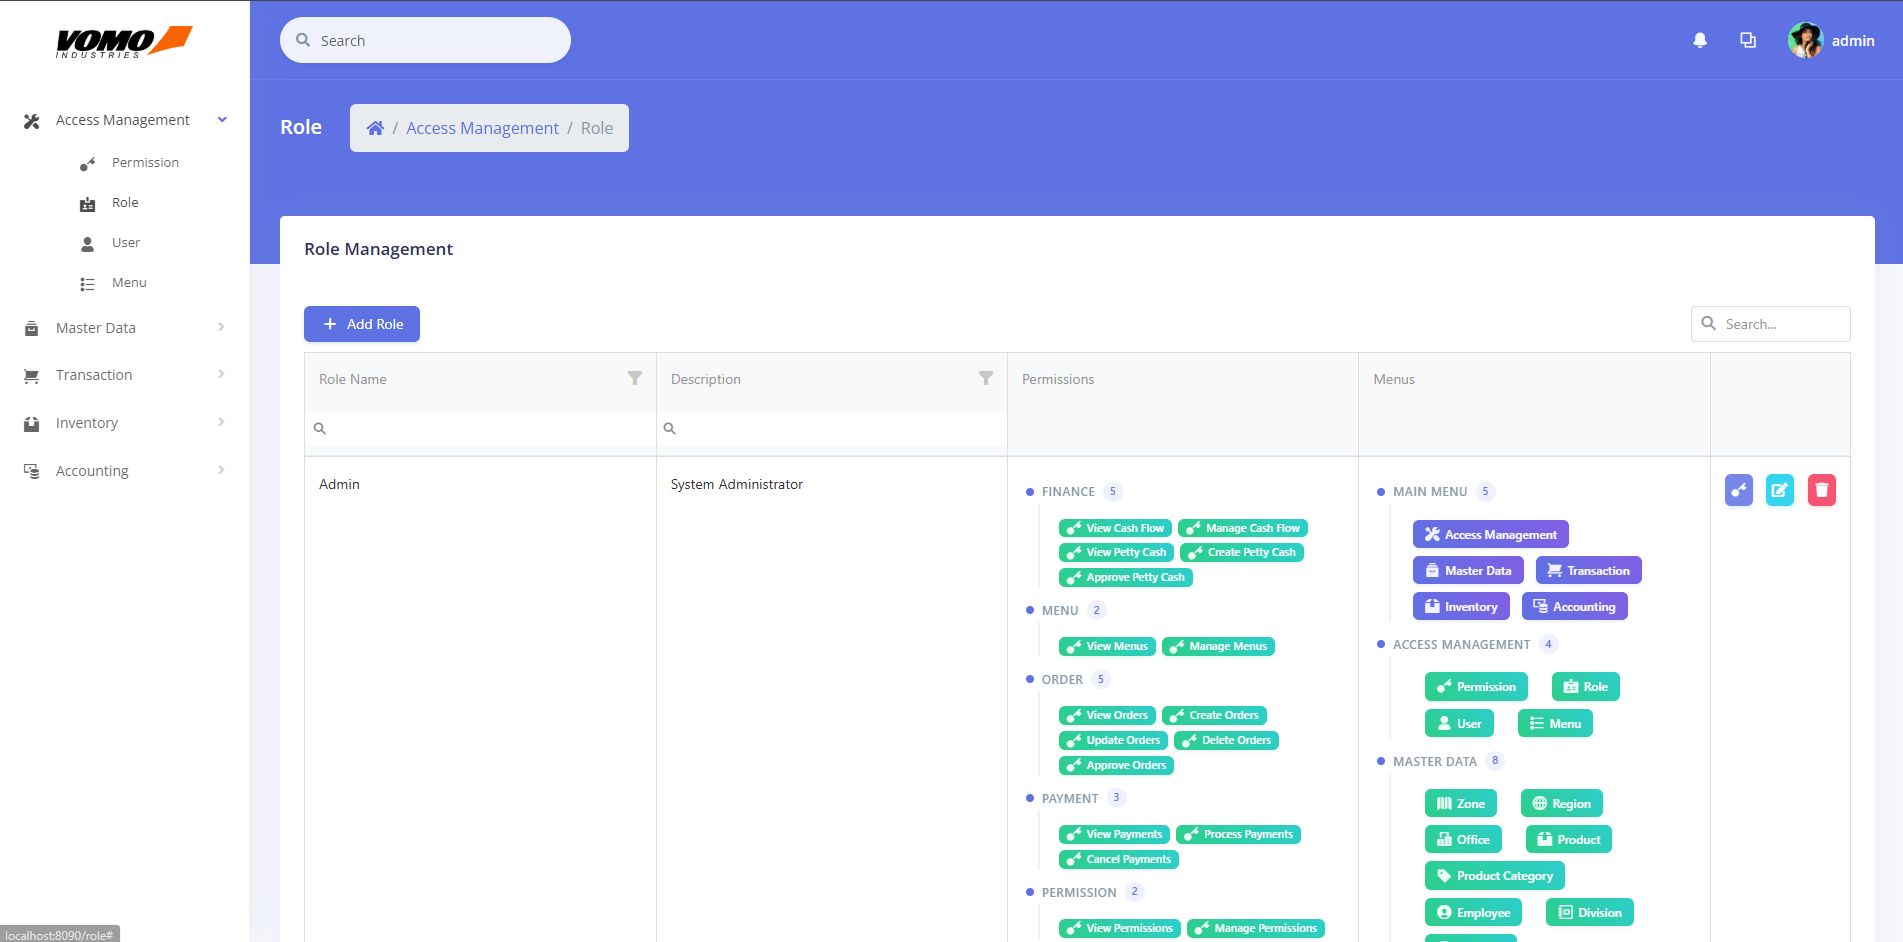 VOMO
INDUSTRIES
Search
admin
Role
/ Access Management / Role
Access Management
Permission
Role
User
Menu
Master Data
Transaction
Inventory
Accounting
Role Management
Add Role
Search...
Role Name
Description
Permissions
Menus
Admin
System Administrator
FINANCE 5
View Cash Flow Manage Cash Flow
View Petty Cash Create Petty Cash
Approve Petty Cash
MENU 2
View Menus Manage Menus
ORDER 5
View Orders Create Orders
Update Orders Delete Orders
Approve Orders
PAYMENT 3
View Payments Process Payments
Cancel Payments
PERMISSION 2
View Permissions Manage Permissions
MAIN MENU 5
Access Management
Master Data Transaction
Inventory Accounting
ACCESS MANAGEMENT 4
Permission Role
User Menu
MASTER DATA 8
Zone Region
Office Product
Product Category
Employee Division
localhost:8090/role#